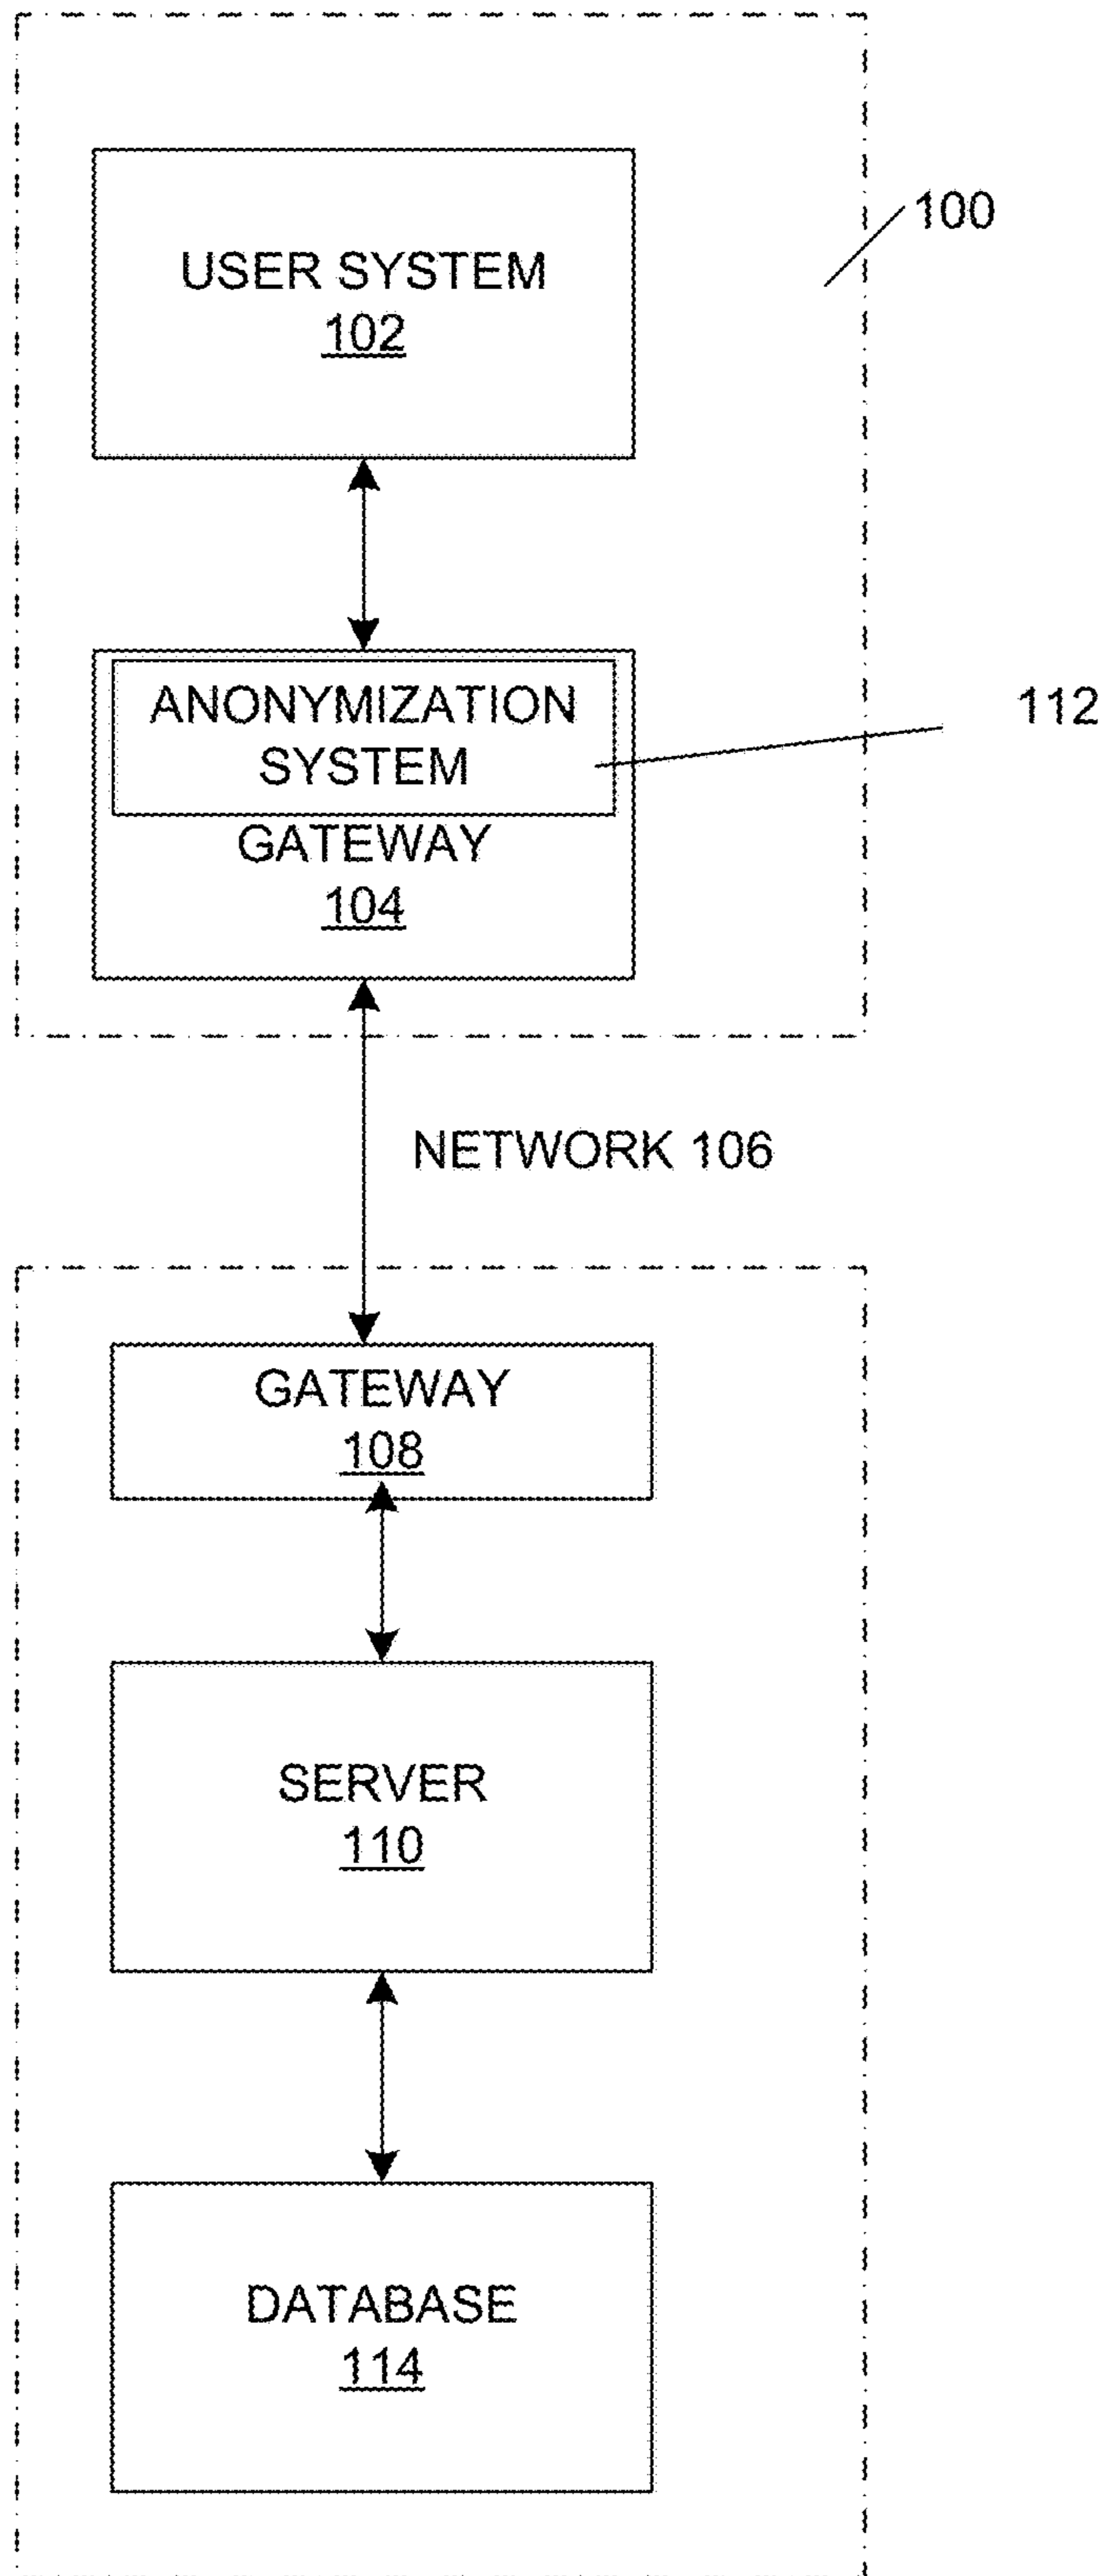 USER SYSTEM
102
100
ANONYMIZATION
SYSTEM
112
GATEWAY
104
NETWORK 106
GATEWAY
108
SERVER
110
DATABASE
114